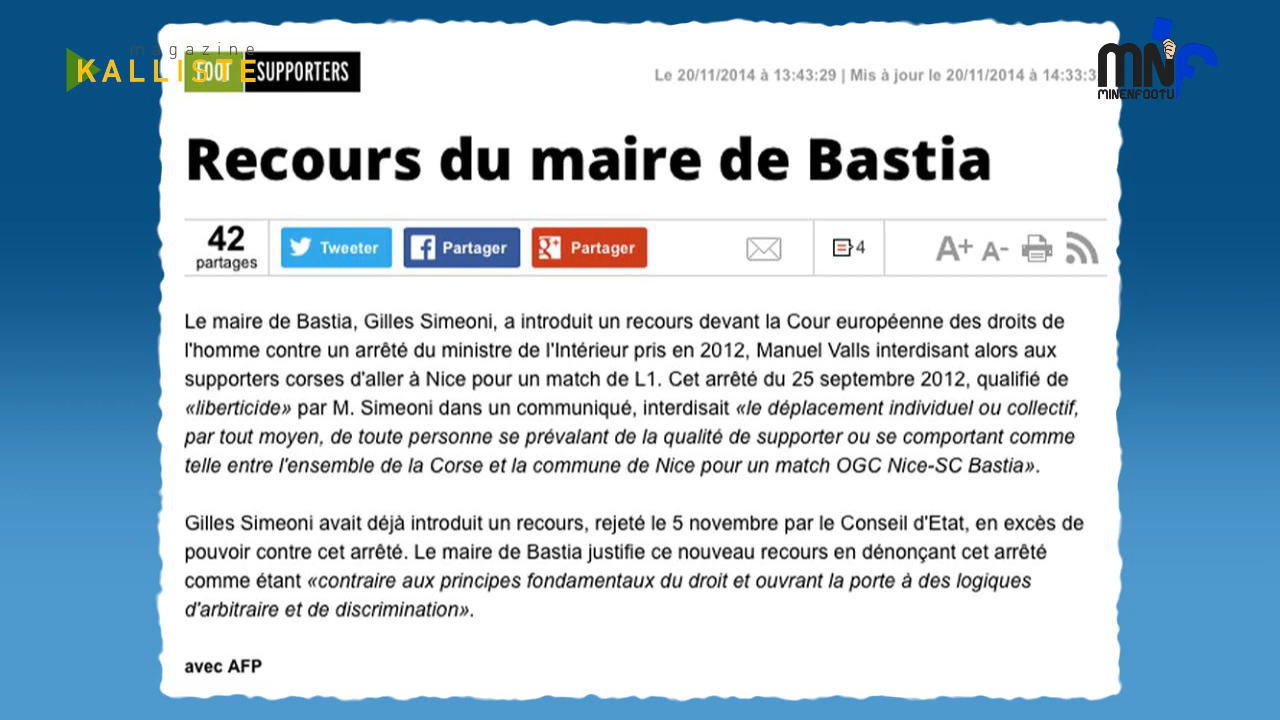 magazine
KALLISTE
FOOT SUPPORTERS
Le 20/11/2014 à 13:43:29 | Mis à jour le 20/11/2014 à 14:33:3
MNF
MINENFOOTU
Recours du maire de Bastia
42
partages
Tweeter
Partager
Partager
4
A+ A-
Le maire de Bastia, Gilles Simeoni, a introduit un recours devant la Cour européenne des droits de
l'homme contre un arrêté du ministre de l'Intérieur pris en 2012, Manuel Valls interdisant alors aux
supporters corses d'aller à Nice pour un match de L1. Cet arrêté du 25 septembre 2012, qualifié de
«liberticide» par M. Simeoni dans un communiqué, interdisait «le déplacement individuel ou collectif,
par tout moyen, de toute personne se prévalant de la qualité de supporter ou se comportant comme
telle entre l'ensemble de la Corse et la commune de Nice pour un match OGC Nice-SC Bastia».
Gilles Simeoni avait déjà introduit un recours, rejeté le 5 novembre par le Conseil d'Etat, en excès de
pouvoir contre cet arrêté. Le maire de Bastia justifie ce nouveau recours en dénonçant cet arrêté
comme étant «contraire aux principes fondamentaux du droit et ouvrant la porte à des logiques
d'arbitraire et de discrimination».
avec AFP